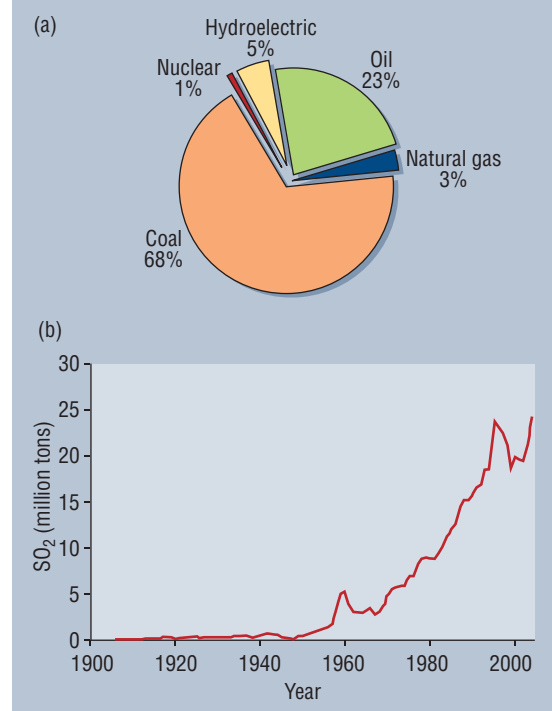 (a)
Hydroelectric
5%
Nuclear
1%
Oil
23%
Natural gas
3%
Coal
68%
(b)
30
25
20
15
10
5
0
SO₂ (million tons)
1900
1920
1940
1960
1980
2000
Year